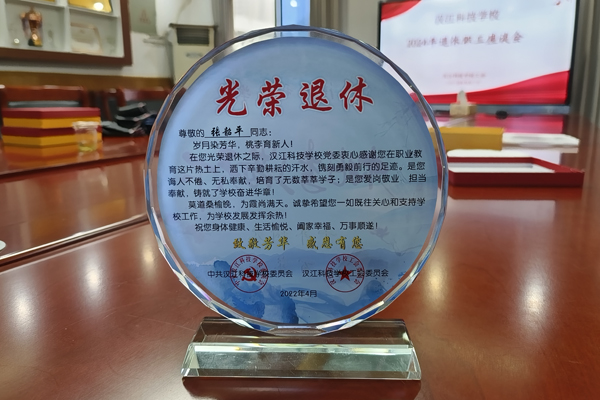 汉江科技学校
2024年退休职工座谈会
光荣退休
尊敬的 张韶平 同志：
岁月染芳华，桃李育新人！
在您光荣退休之际，汉江科技学校党委衷心感谢您在职业教
育这片热土上，洒下辛勤耕耘的汗水，镌刻勇毅前行的足迹。是您
诲人不倦、无私奉献，培育了无数莘莘学子；是您爱岗敬业 担当
奉献，铸就了学校奋进华章！
莫道桑榆晚，为霞尚满天。诚挚希望您一如既往关心和支持学
校工作，为学校发展发挥余热！
祝您身体健康、生活愉悦、阖家幸福、万事顺遂！
致敬芳华 感恩有您
中共汉江科技学校委员会 汉江科技学校工会委员会
2022年4月